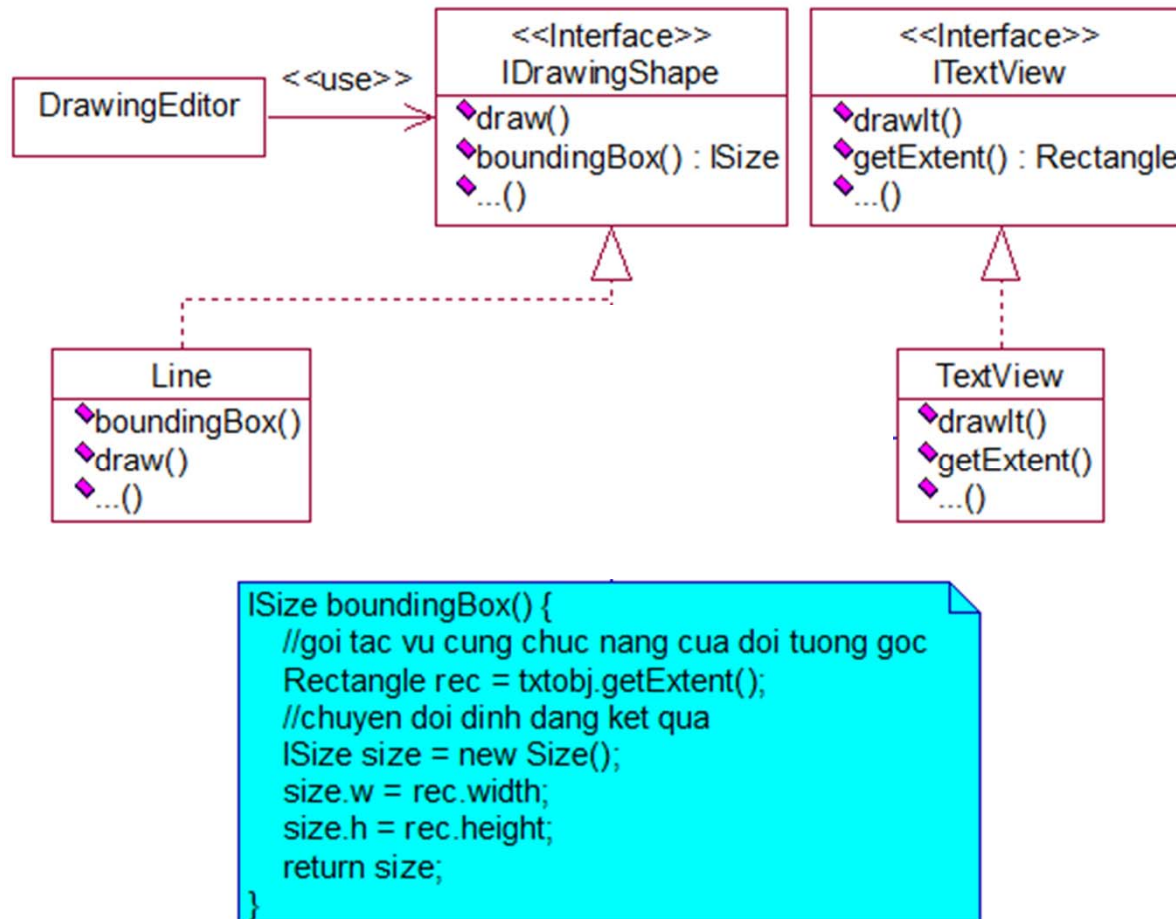 DrawingEditor
<<use>>
<<Interface>>
IDrawingShape
draw()
boundingBox() : ISize
...()
<<Interface>>
ITextView
drawIt()
getExtent() : Rectangle
...()
Line
boundingBox()
draw()
...()
TextView
drawIt()
getExtent()
...()
ISize boundingBox() {
//goi tac vu cung chuc nang cua doi tuong goc
Rectangle rec = txtobj.getExtent();
//chuyen doi dinh dang ket qua
ISize size = new Size();
size.w = rec.width;
size.h = rec.height;
return size;
}